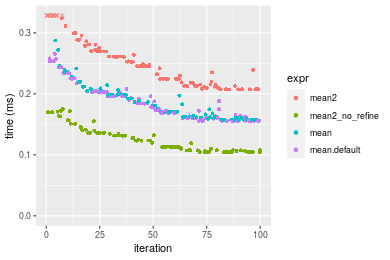 0.3
0.2
0.1
0.0
time (ms)
0
25
50
75
100
iteration
expr
mean2
mean2_no_refine
mean
mean.default